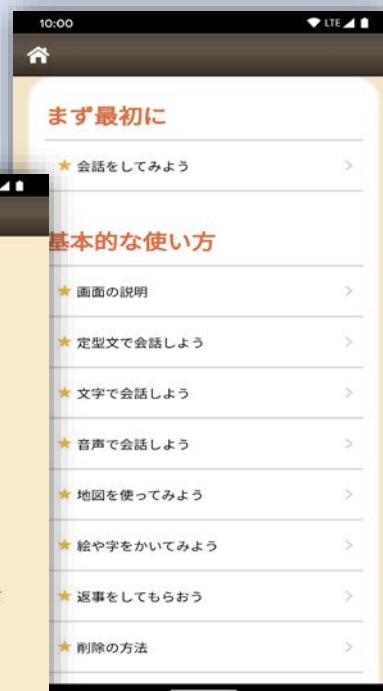 10:00
LTE
まず最初に
★ 会話をしてみよう
基本的な使い方
★ 画面の説明
★ 定型文で会話しよう
★ 文字で会話しよう
★ 音声で会話しよう
★ 地図を使ってみよう
★ 絵や字をかいてみよう
★ 返事をしてもらおう
★ 削除の方法